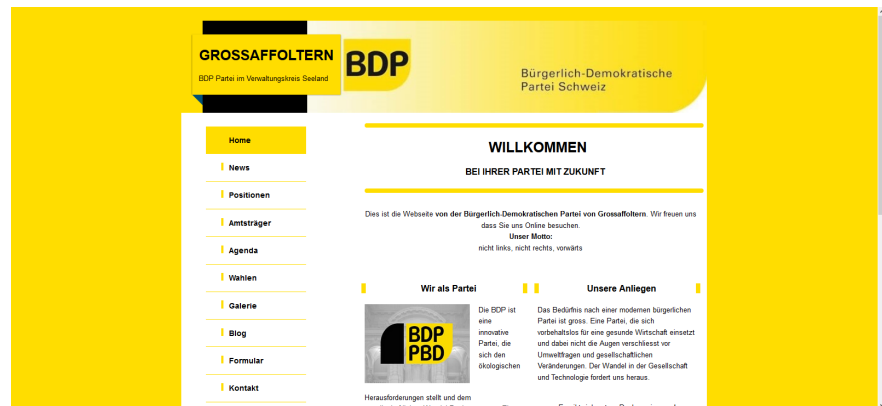 GROSSAFFOLTERN
BDP Partei im Verwaltungskreis Seeland
BDP
Bürgerlich-Demokratische
Partei Schweiz
Home
News
Positionen
Amtsträger
Agenda
Wahlen
Galerie
Blog
Formular
Kontakt
WILLKOMMEN
BEI IHRER PARTEI MIT ZUKUNFT
Dies ist die Webseite von der Bürgerlich-Demokratischen Partei von Grossaffoltern. Wir freuen uns
dass Sie uns Online besuchen.
Unser Motto:
nicht links, nicht rechts, vorwärts
Wir als Partei
BDP
PBD
Die BDP ist
eine
innovative
Partei, die
sich den
ökologischen
Herausforderungen stellt und dem
Unsere Anliegen
Das Bedürfnis nach einer modernen bürgerlichen
Partei ist gross. Eine Partei, die sich
vorbehaltslos für eine gesunde Wirtschaft einsetzt
und dabei nicht die Augen verschliesst vor
Umweltfragen und gesellschaftlichen
Veränderungen. Der Wandel in der Gesellschaft
und Technologie fordert uns heraus.